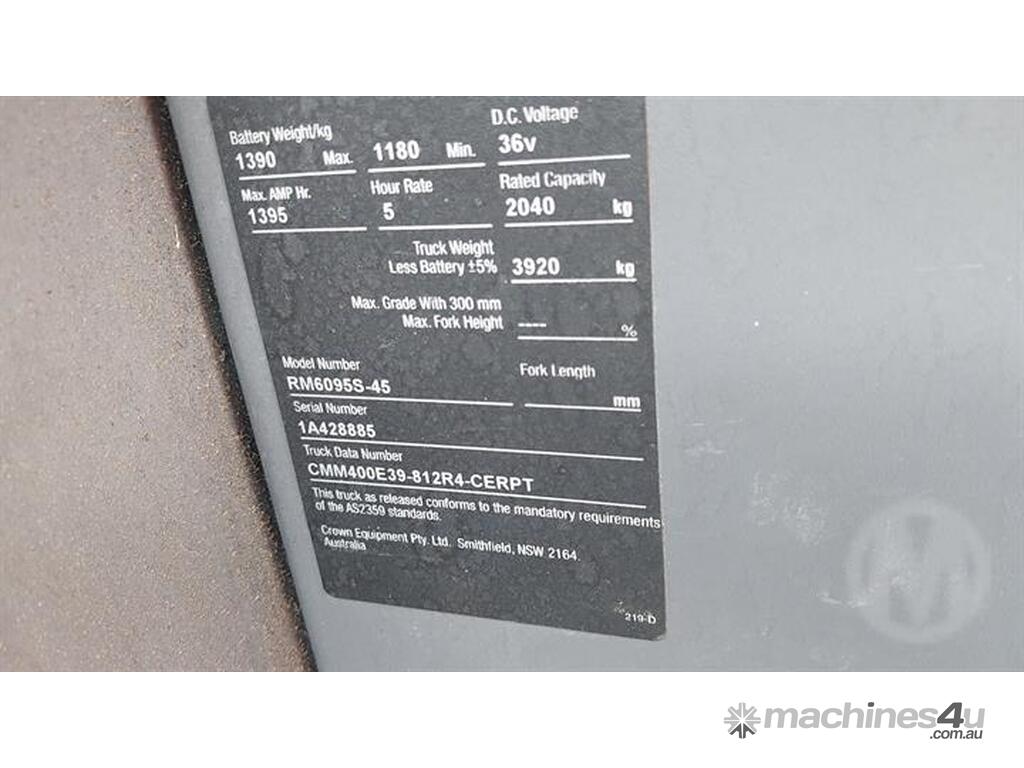 D.C. Voltage
Battery Weight/kg
1390 Max. 1180 Min. 36v
Max. AMP Hr. Hour Rate Rated Capacity
1395 5 2040 kg
Truck Weight
Less Battery ±5% 3920 kg
Max. Grade With 300 mm
Max. Fork Height ---- %
Model Number Fork Length
RM6095S-45 mm
Serial Number
1A428885
Truck Data Number
CMM400E39-812R4-CERPT
This truck as released conforms to the mandatory requirements
of the AS2359 standards.
Crown Equipment Pty. Ltd. Smithfield, NSW 2164.
Australia
219-D
M
machines4u
.com.au